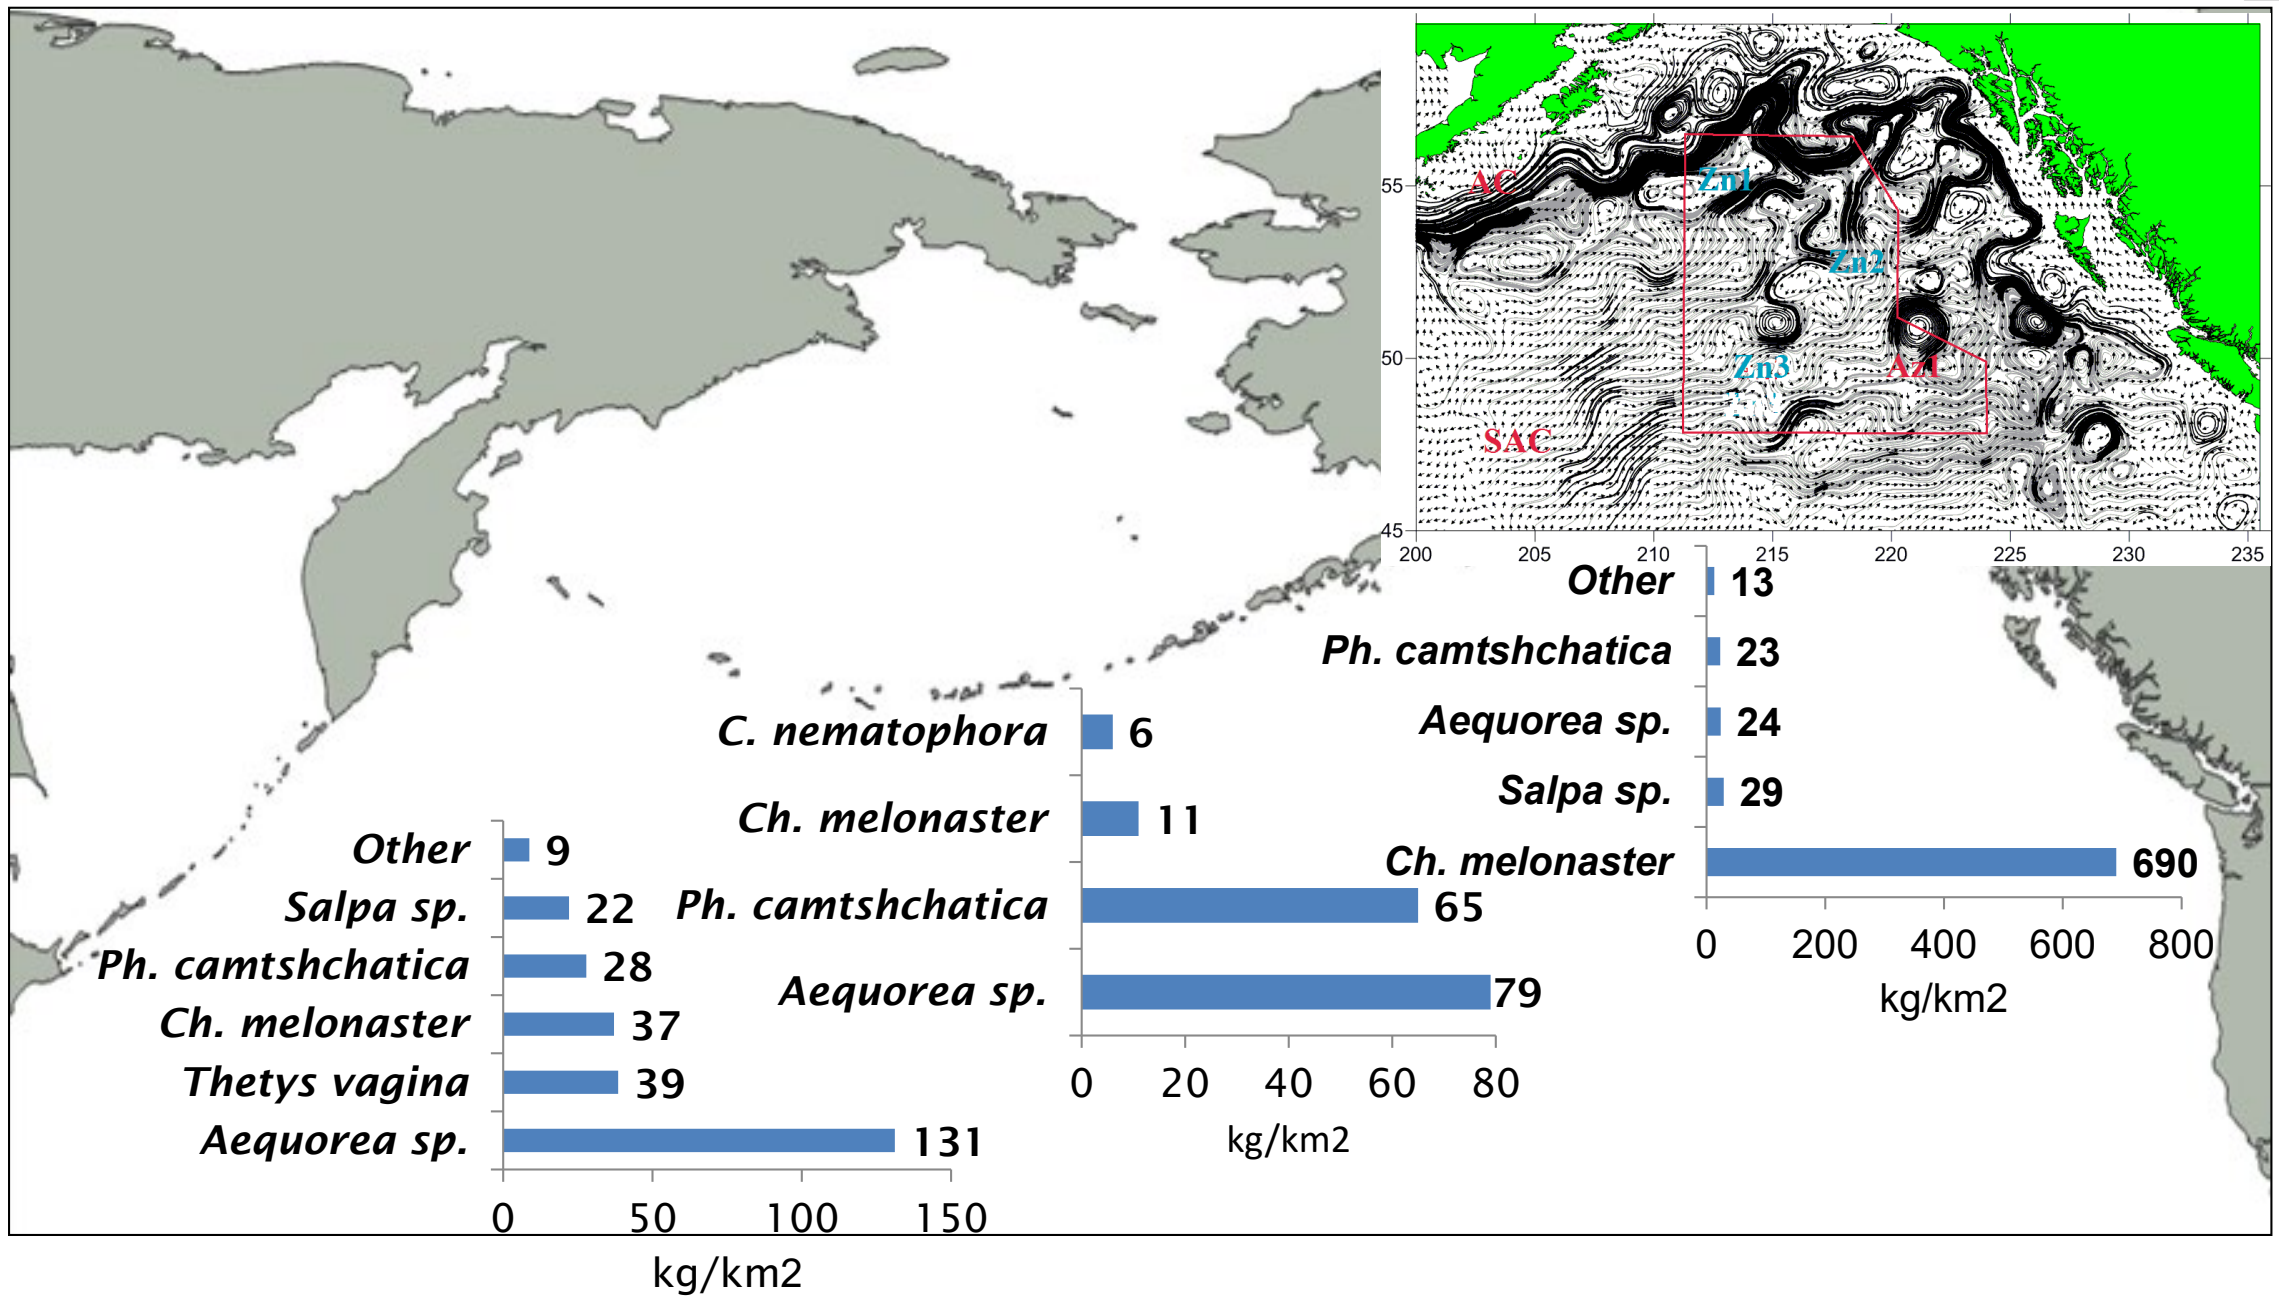 AC
Zn1
55
Zn2
50
Zn3
Az1
SAC
45
200 205 210 215 220 225 230 235
Other 13
Ph. camtshchatica 23
Aequorea sp. 24
Salpa sp. 29
Ch. melonaster 690
0 200 400 600 800
kg/km2
C. nematophora 6
Ch. melonaster 11
Ph. camtshchatica 65
Aequorea sp. 79
0 20 40 60 80
kg/km2
Other 9
Salpa sp. 22
Ph. camtshchatica 28
Ch. melonaster 37
Thetys vagina 39
Aequorea sp. 131
0 50 100 150
kg/km2